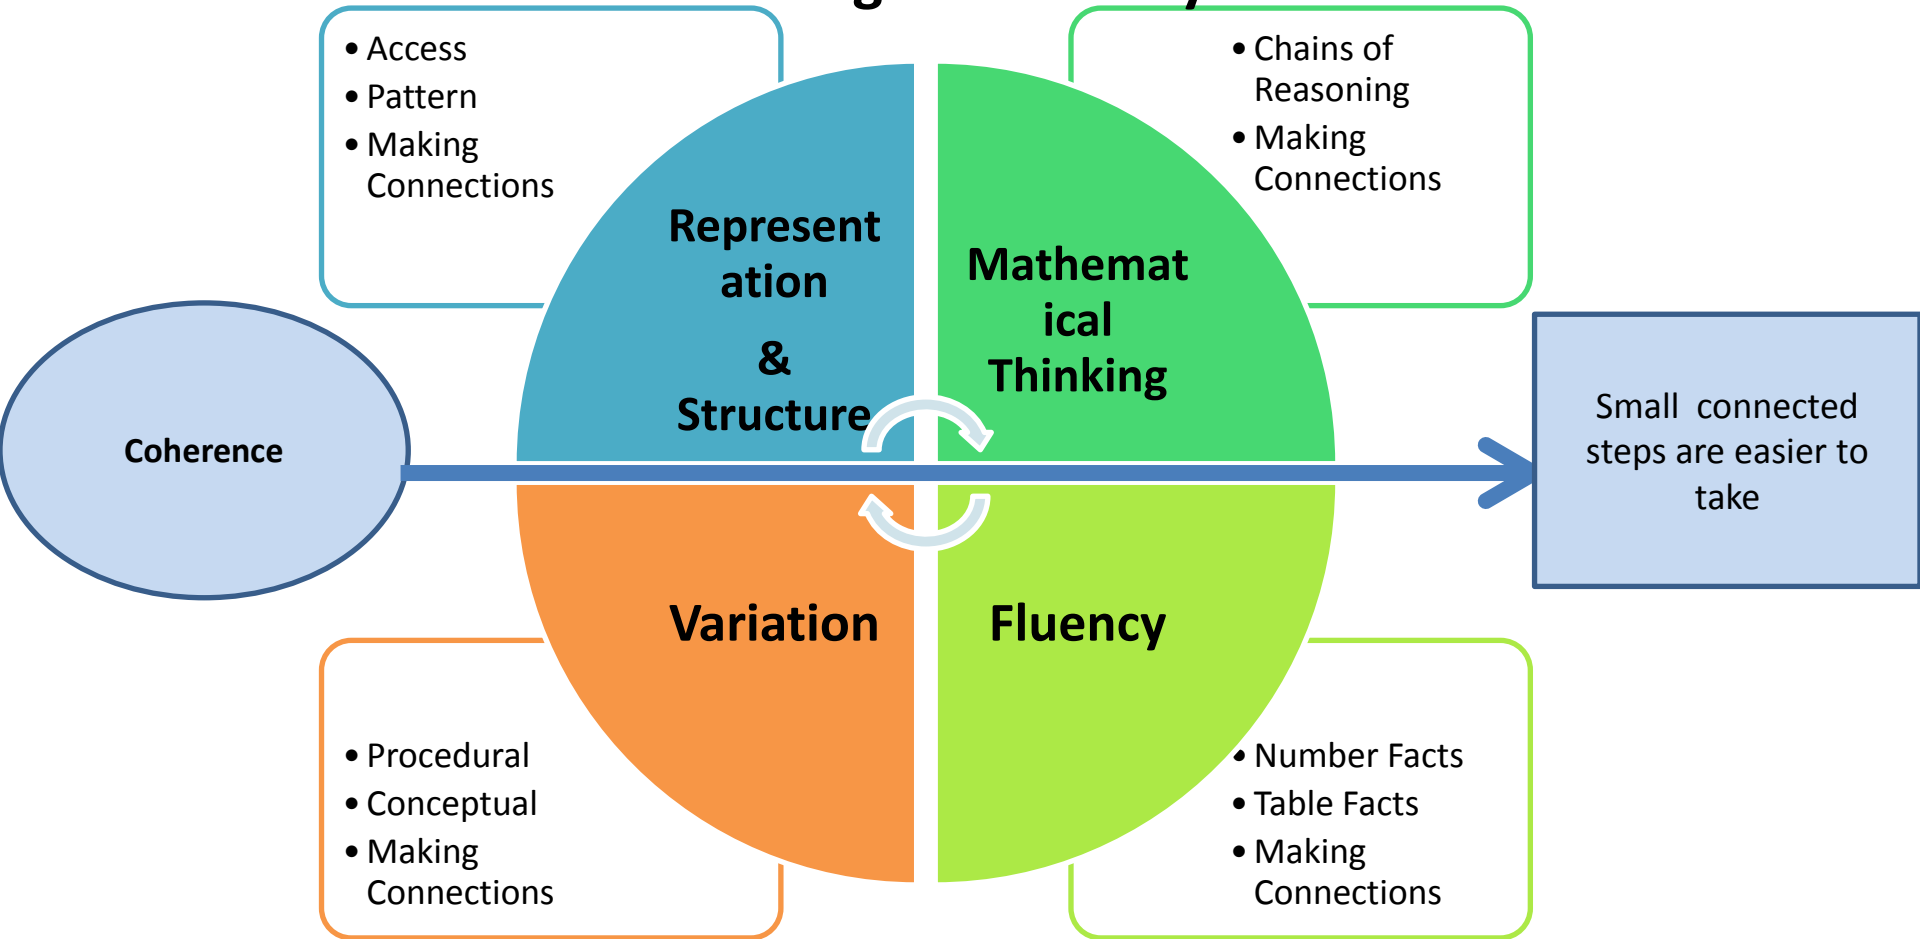 • Access
• Pattern
• Making
Connections
• Chains of
Reasoning
• Making
Connections
Represent
ation
&
Structure
Mathemat
ical
Thinking
Coherence
Small connected
steps are easier to
take
Variation
Fluency
• Procedural
• Conceptual
• Making
Connections
• Number Facts
• Table Facts
• Making
Connections